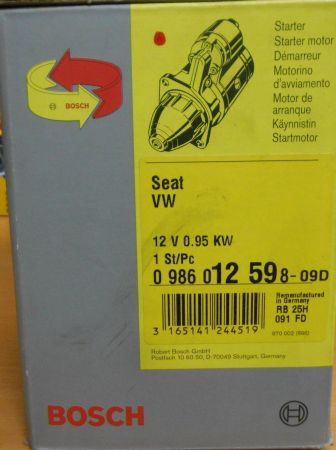 Starter
Starter motor
Démarreur
Motorino
d'avviamento
Motor de
arranque
Käynnistin
Startmotor
BOSCH
Seat
VW
12 V 0.95 KW
1 St/Pc
0 986 012 598-09D
Remanufactured
in Germany
RB 25H
091 FD
3 165141 244519
Robert Bosch GmbH
Postfach 10 60 50, D-70049 Stuttgart, Germany
BOSCH